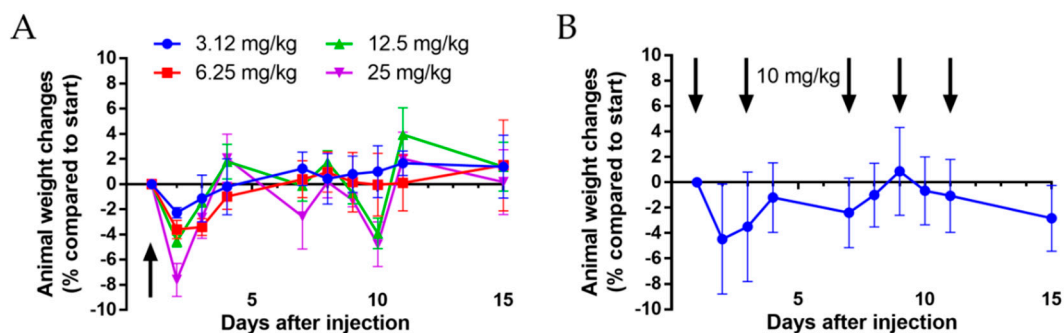 A
3.12 mg/kg
12.5 mg/kg
6.25 mg/kg
25 mg/kg
Animal weight changes
(% compared to start)
10
8
6
4
2
0
-2
-4
-6
-8
-10
5
10
15
Days after injection
B
10 mg/kg
Animal weight changes
(% compared to start)
10
8
6
4
2
0
-2
-4
-6
-8
-10
5
10
15
Days after injection